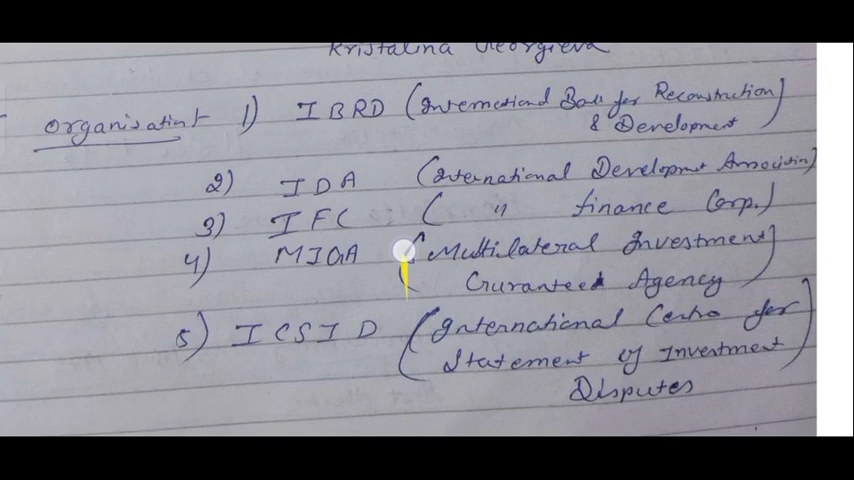 Kristalina Georgieva
Organisation 1) IBRD (International Bank for Reconstruction
& Development)
2) IDA (International Development Association)
3) IFC ( " finance Corp.)
4) MIGA (Multilateral Investment
Guranteed Agency)
5) ICSID (International Centre for
Statement of Investment
Disputes)